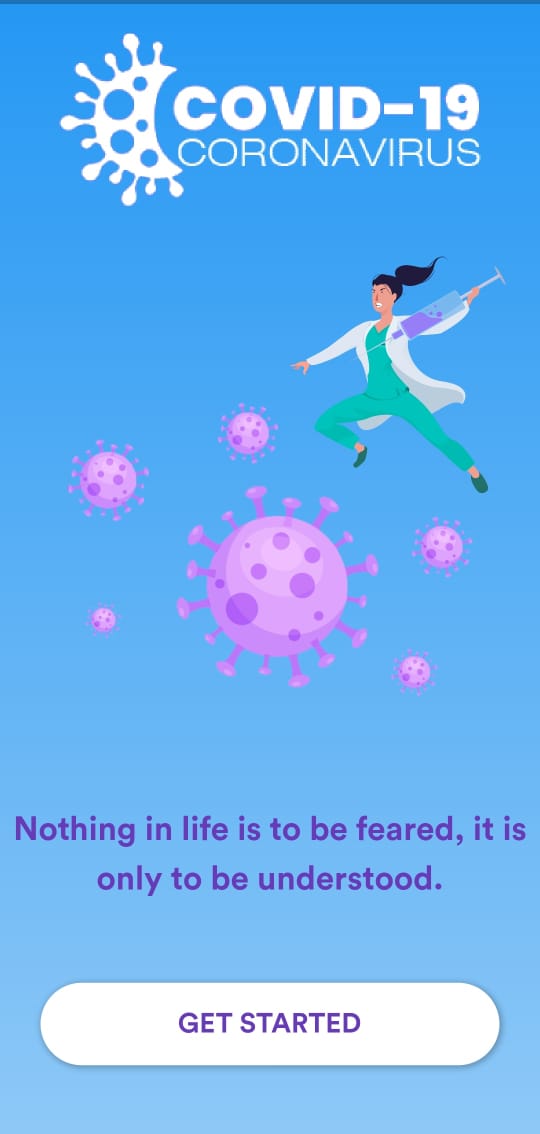 COVID-19
CORONAVIRUS
Nothing in life is to be feared, it is
only to be understood.
GET STARTED